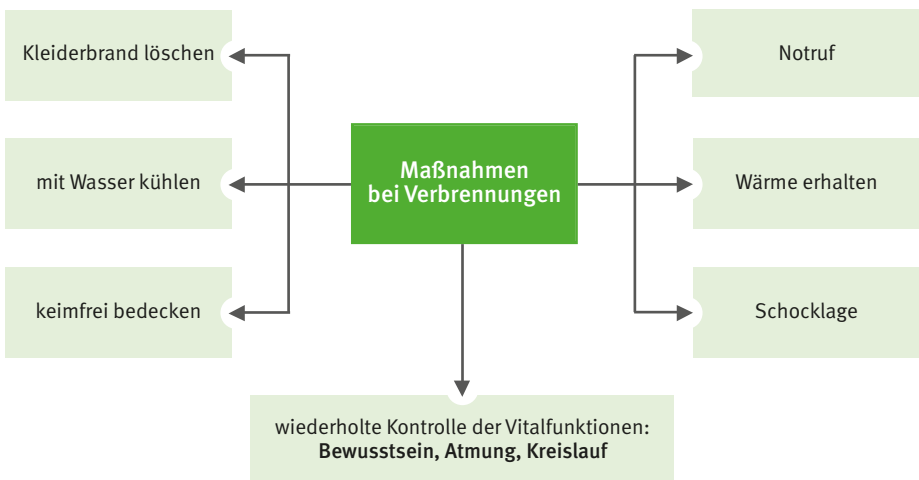 Kleiderbrand löschen
Notruf
Maßnahmen
bei Verbrennungen
mit Wasser kühlen
Wärme erhalten
keimfrei bedecken
Schocklage
wiederholte Kontrolle der Vitalfunktionen:
Bewusstsein, Atmung, Kreislauf